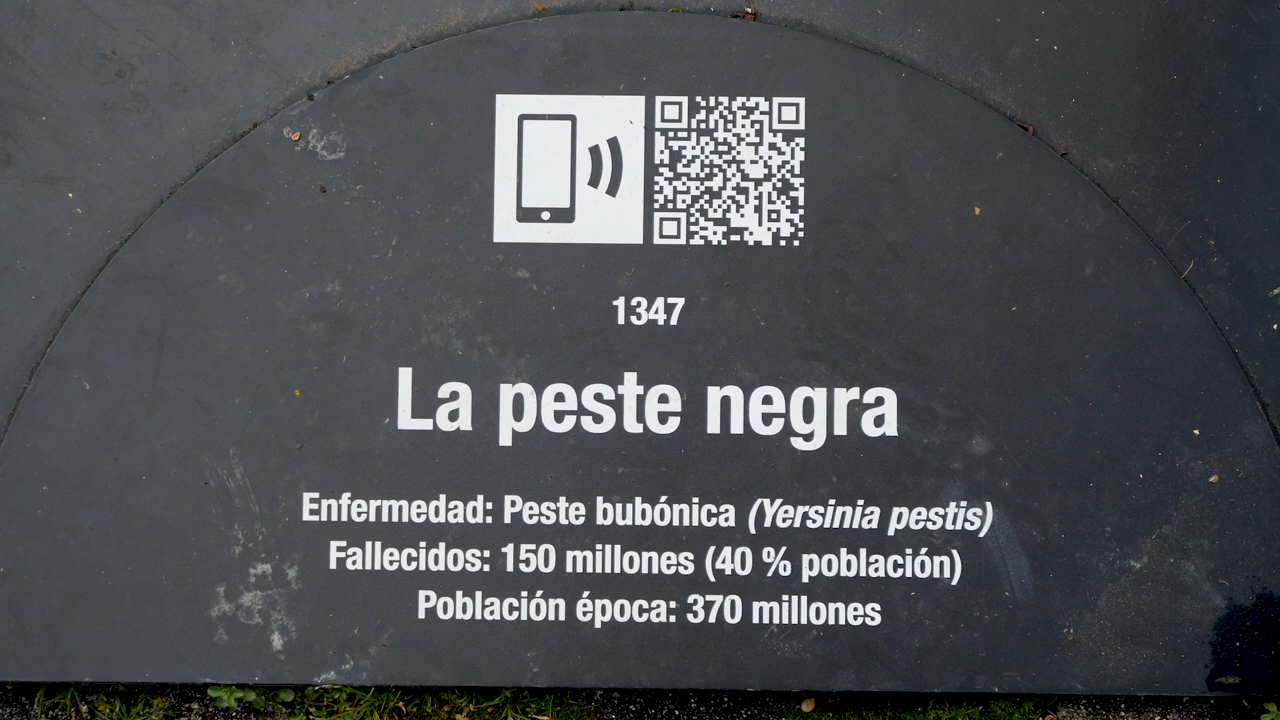 1347
La peste negra
Enfermedad: Peste bubónica (Yersinia pestis)
Fallecidos: 150 millones (40 % población)
Población época: 370 millones